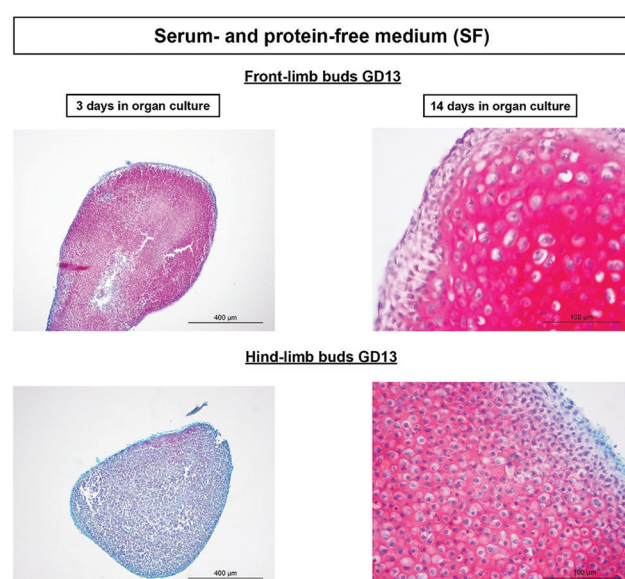 Serum- and protein-free medium (SF)
Front-limb buds GD13
3 days in organ culture
14 days in organ culture
400 µm
100 µm
Hind-limb buds GD13
400 µm
100 µm